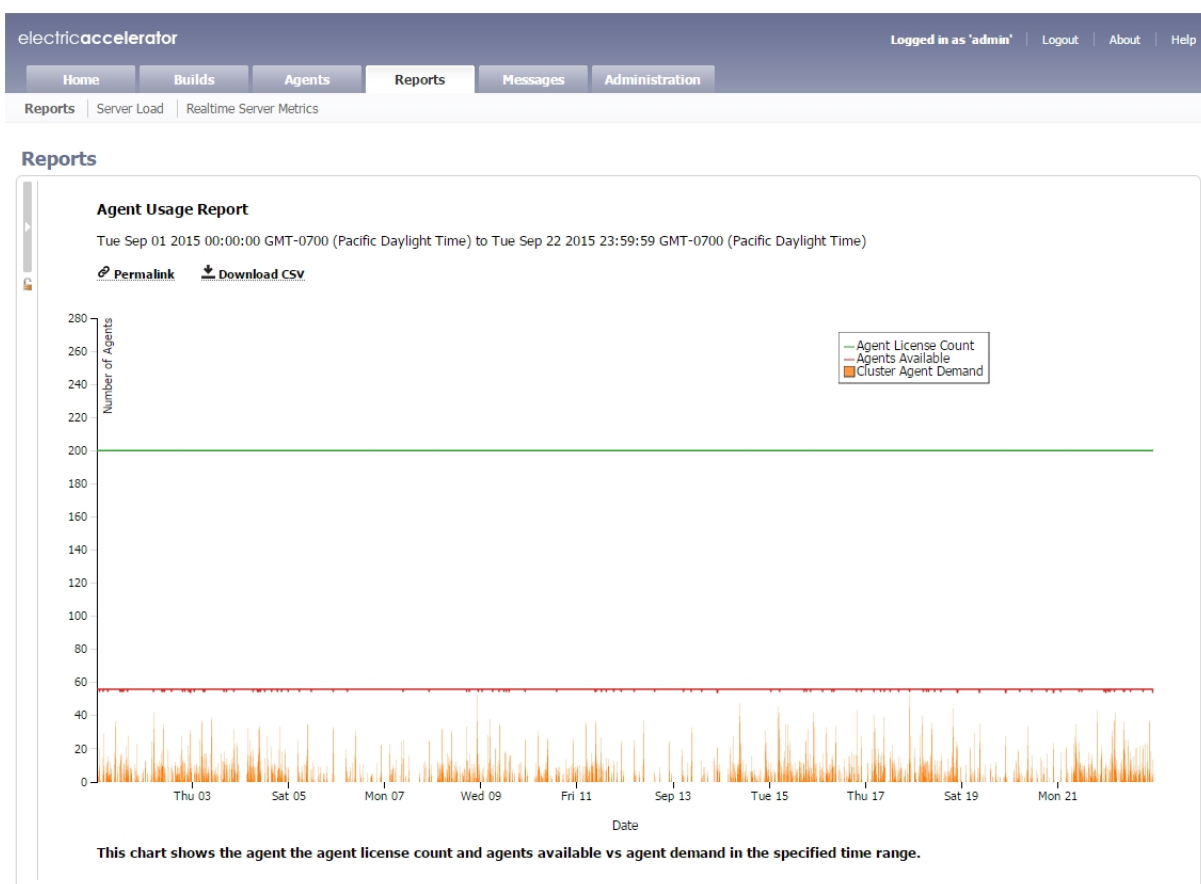 electricaccelerator
Logged in as 'admin' Logout About Help
Home Builds Agents Reports Messages Administration
Reports Server Load Realtime Server Metrics
Reports
Agent Usage Report
Tue Sep 01 2015 00:00:00 GMT-0700 (Pacific Daylight Time) to Tue Sep 22 2015 23:59:59 GMT-0700 (Pacific Daylight Time)
Permalink Download CSV
Number of Agents
280
260
240
220
200
180
160
140
120
100
80
60
40
20
0
Agent License Count
Agents Available
Cluster Agent Demand
Thu 03 Sat 05 Mon 07 Wed 09 Fri 11 Sep 13 Tue 15 Thu 17 Sat 19 Mon 21
Date
This chart shows the agent the agent license count and agents available vs agent demand in the specified time range.